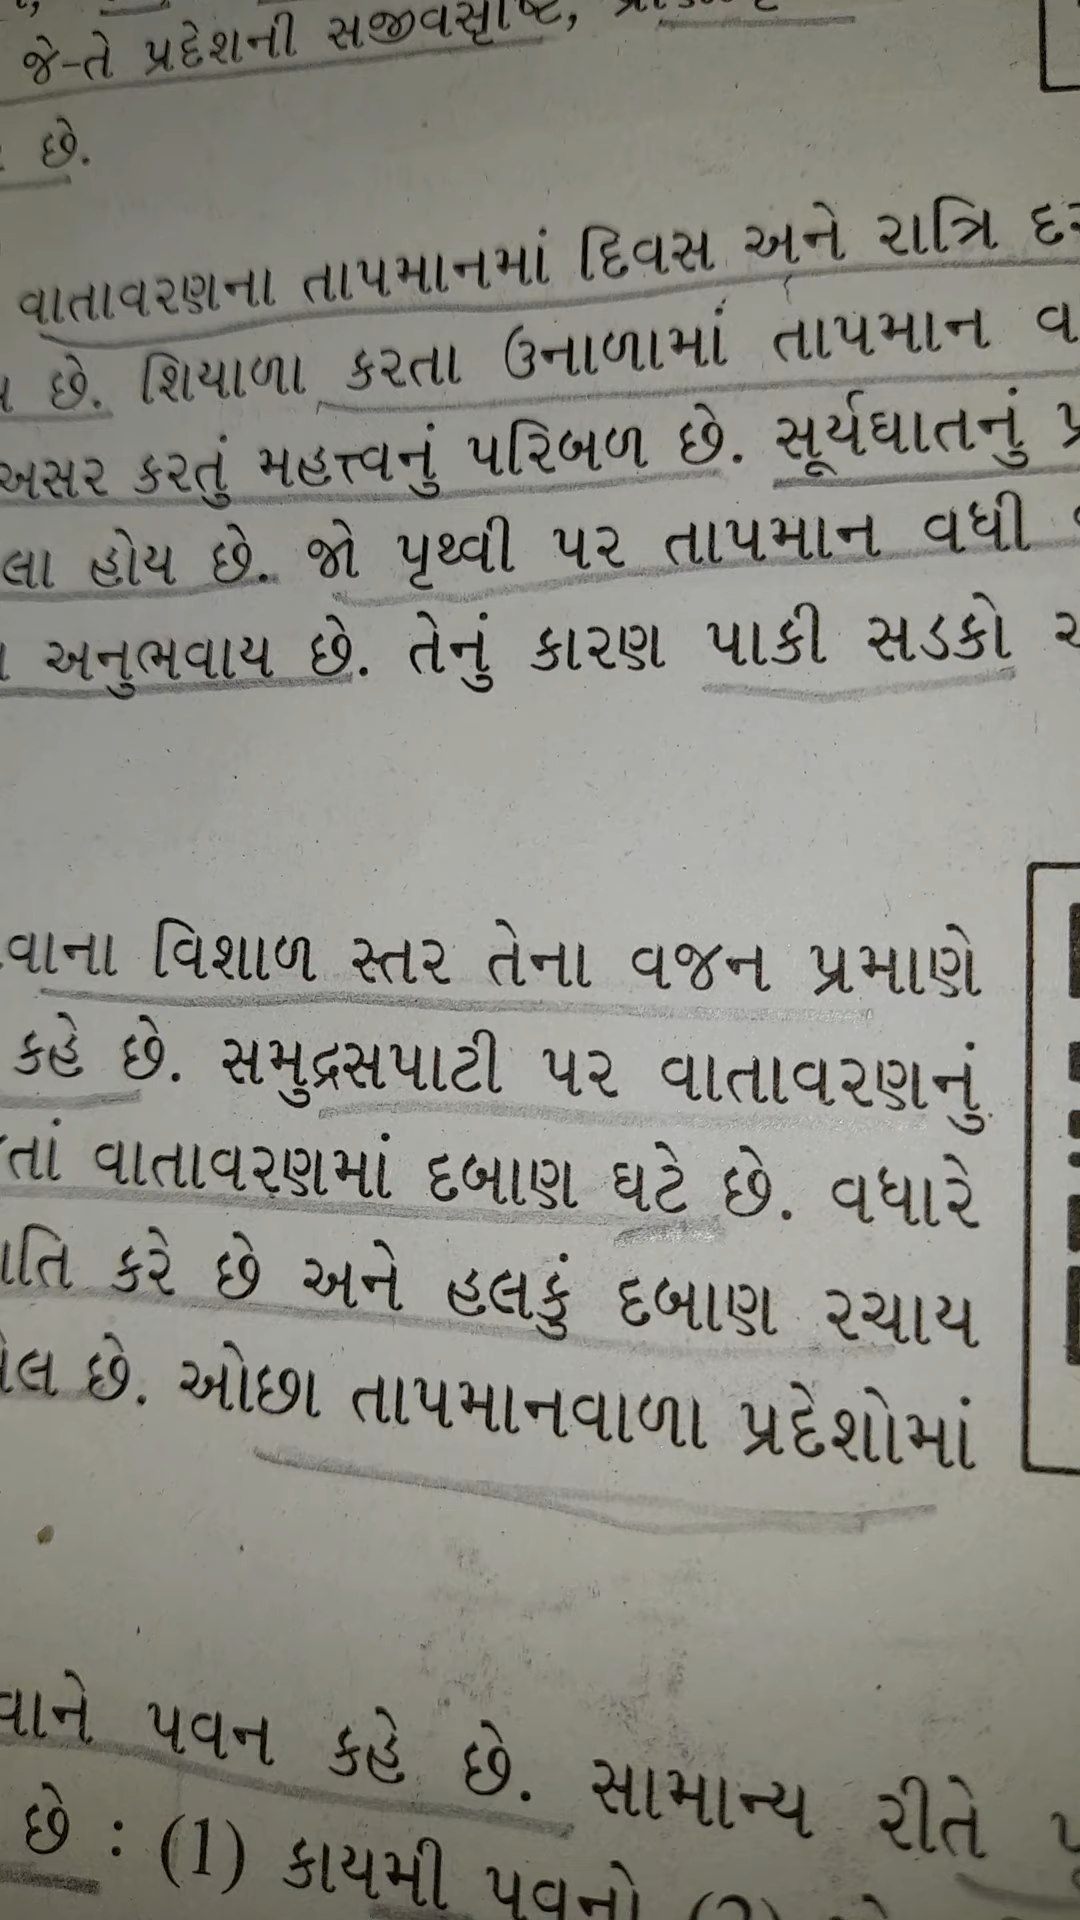 જે-તે પ્રદેશની સજીવસૃષ્ટિ,
છે.
વાતાવરણના તાપમાનમાં દિવસ અને રાત્રિ
છે. શિયાળા કરતા ઉનાળામાં તાપમાન
અસર કરતું મહત્ત્વનું પરિબળ છે. સૂર્યઘાતનું
હોય છે. જો પૃથ્વી પર તાપમાન વધી
અનુભવાય છે. તેનું કારણ પાકી સડકો
વિશાળ સ્તર તેના વજન પ્રમાણે
કહે છે. સમુદ્રસપાટી પર વાતાવરણનું
વાતાવરણમાં દબાણ ઘટે છે. વધારે
કરે છે અને હલકું દબાણ રચાય
છે. ઓછા તાપમાનવાળા પ્રદેશોમાં
પવન કહે છે. સામાન્ય રીતે
છે : (1) કાયમી પવનો